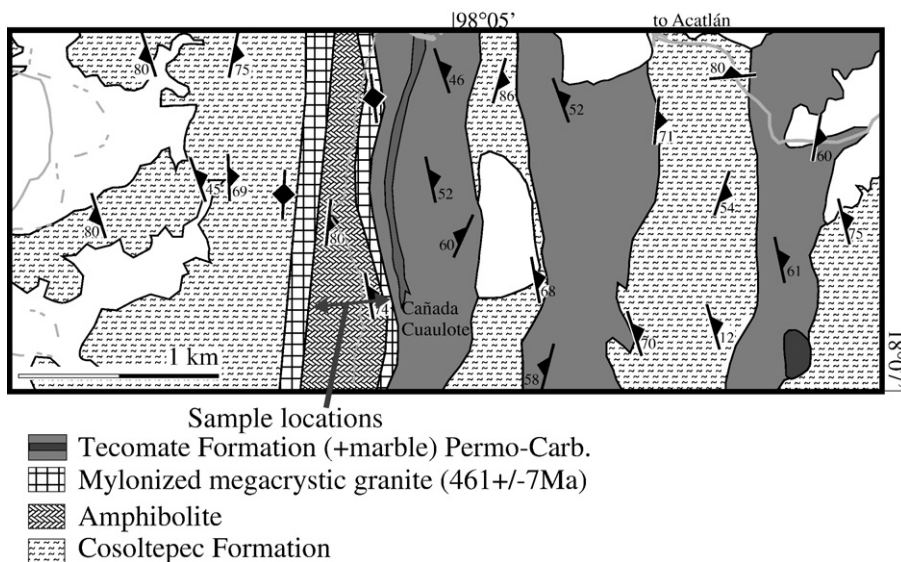 98°05'
to Acatlán
80
75
46
86
52
80
71
60
45
69
52
54
80
80
60
75
61
68
74
Cañada
Cuaulote
70
12
58
1 km
18°07'
Sample locations
Tecomate Formation (+marble) Permo-Carb.
Mylonized megacrystic granite (461+/-7Ma)
Amphibolite
Cosoltepec Formation